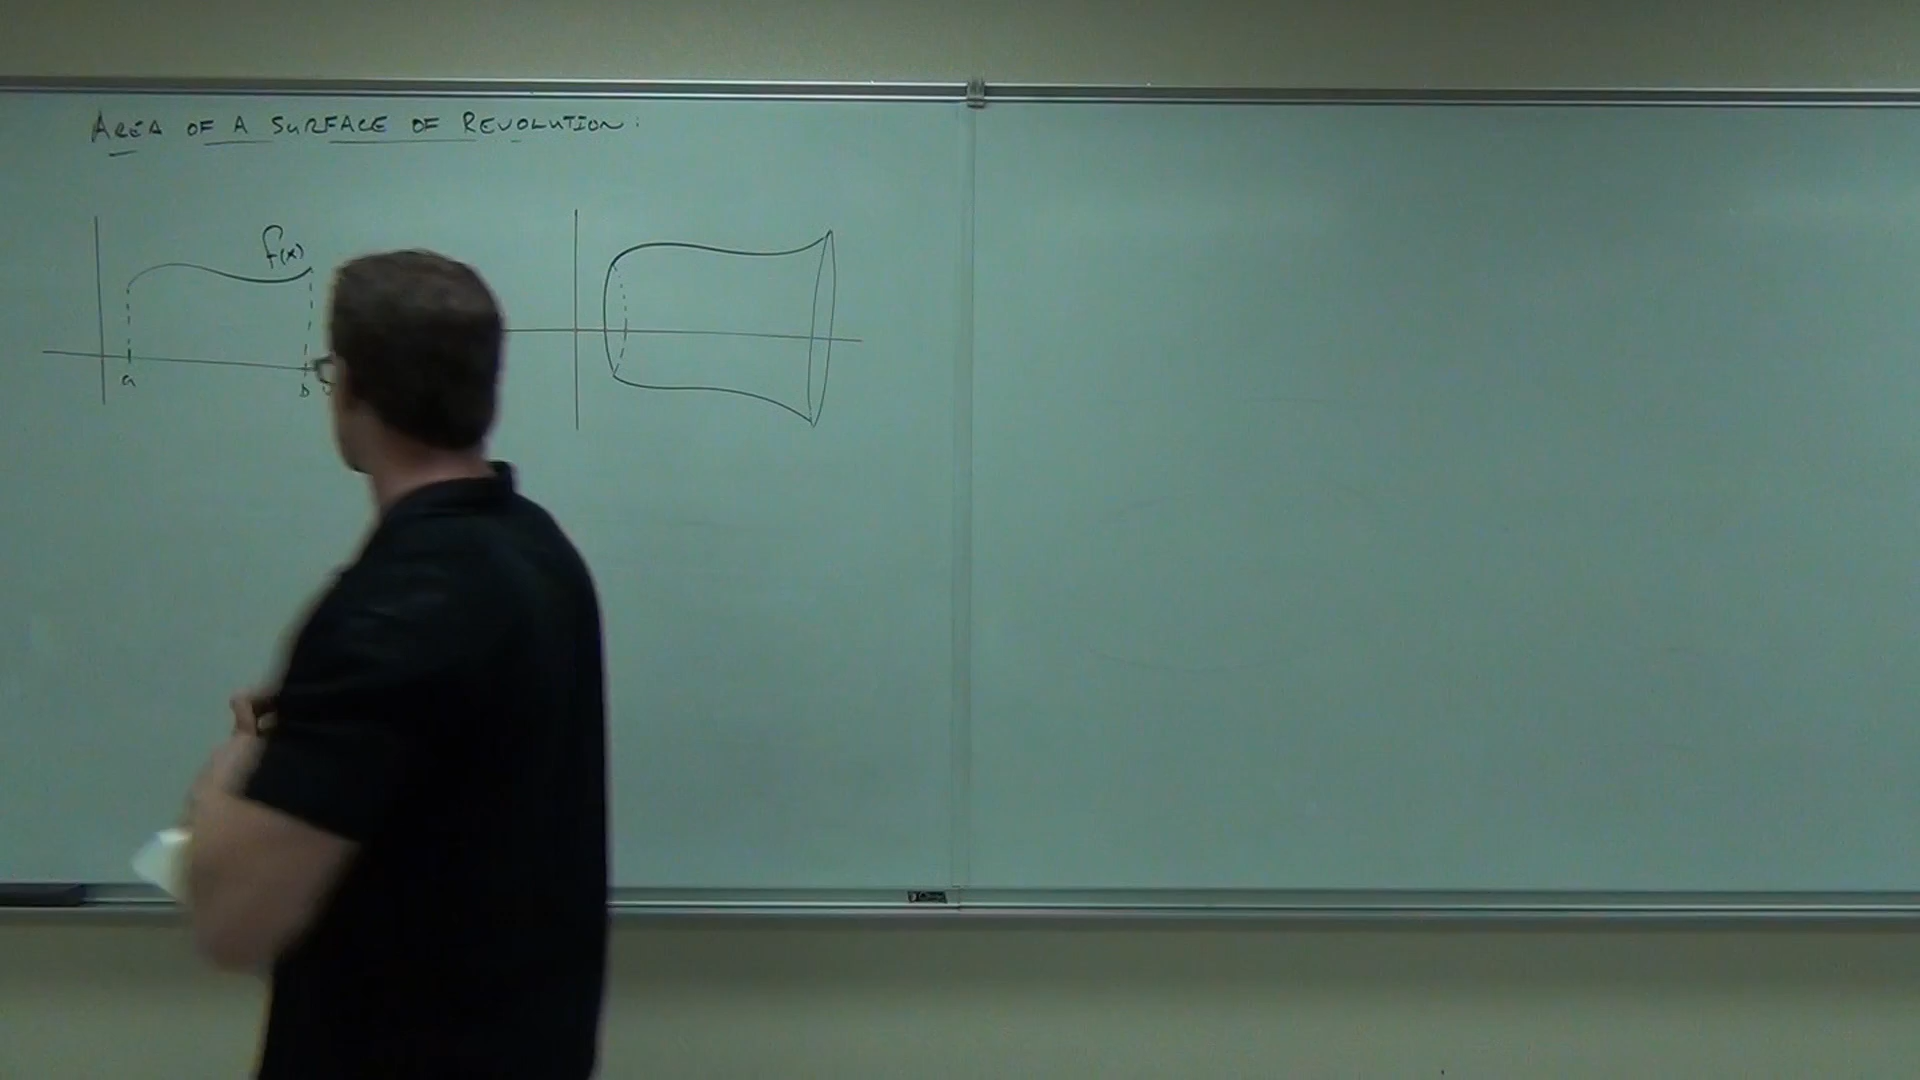 AREA OF A SURFACE OF REVOLUTION:
f(x)
a
b